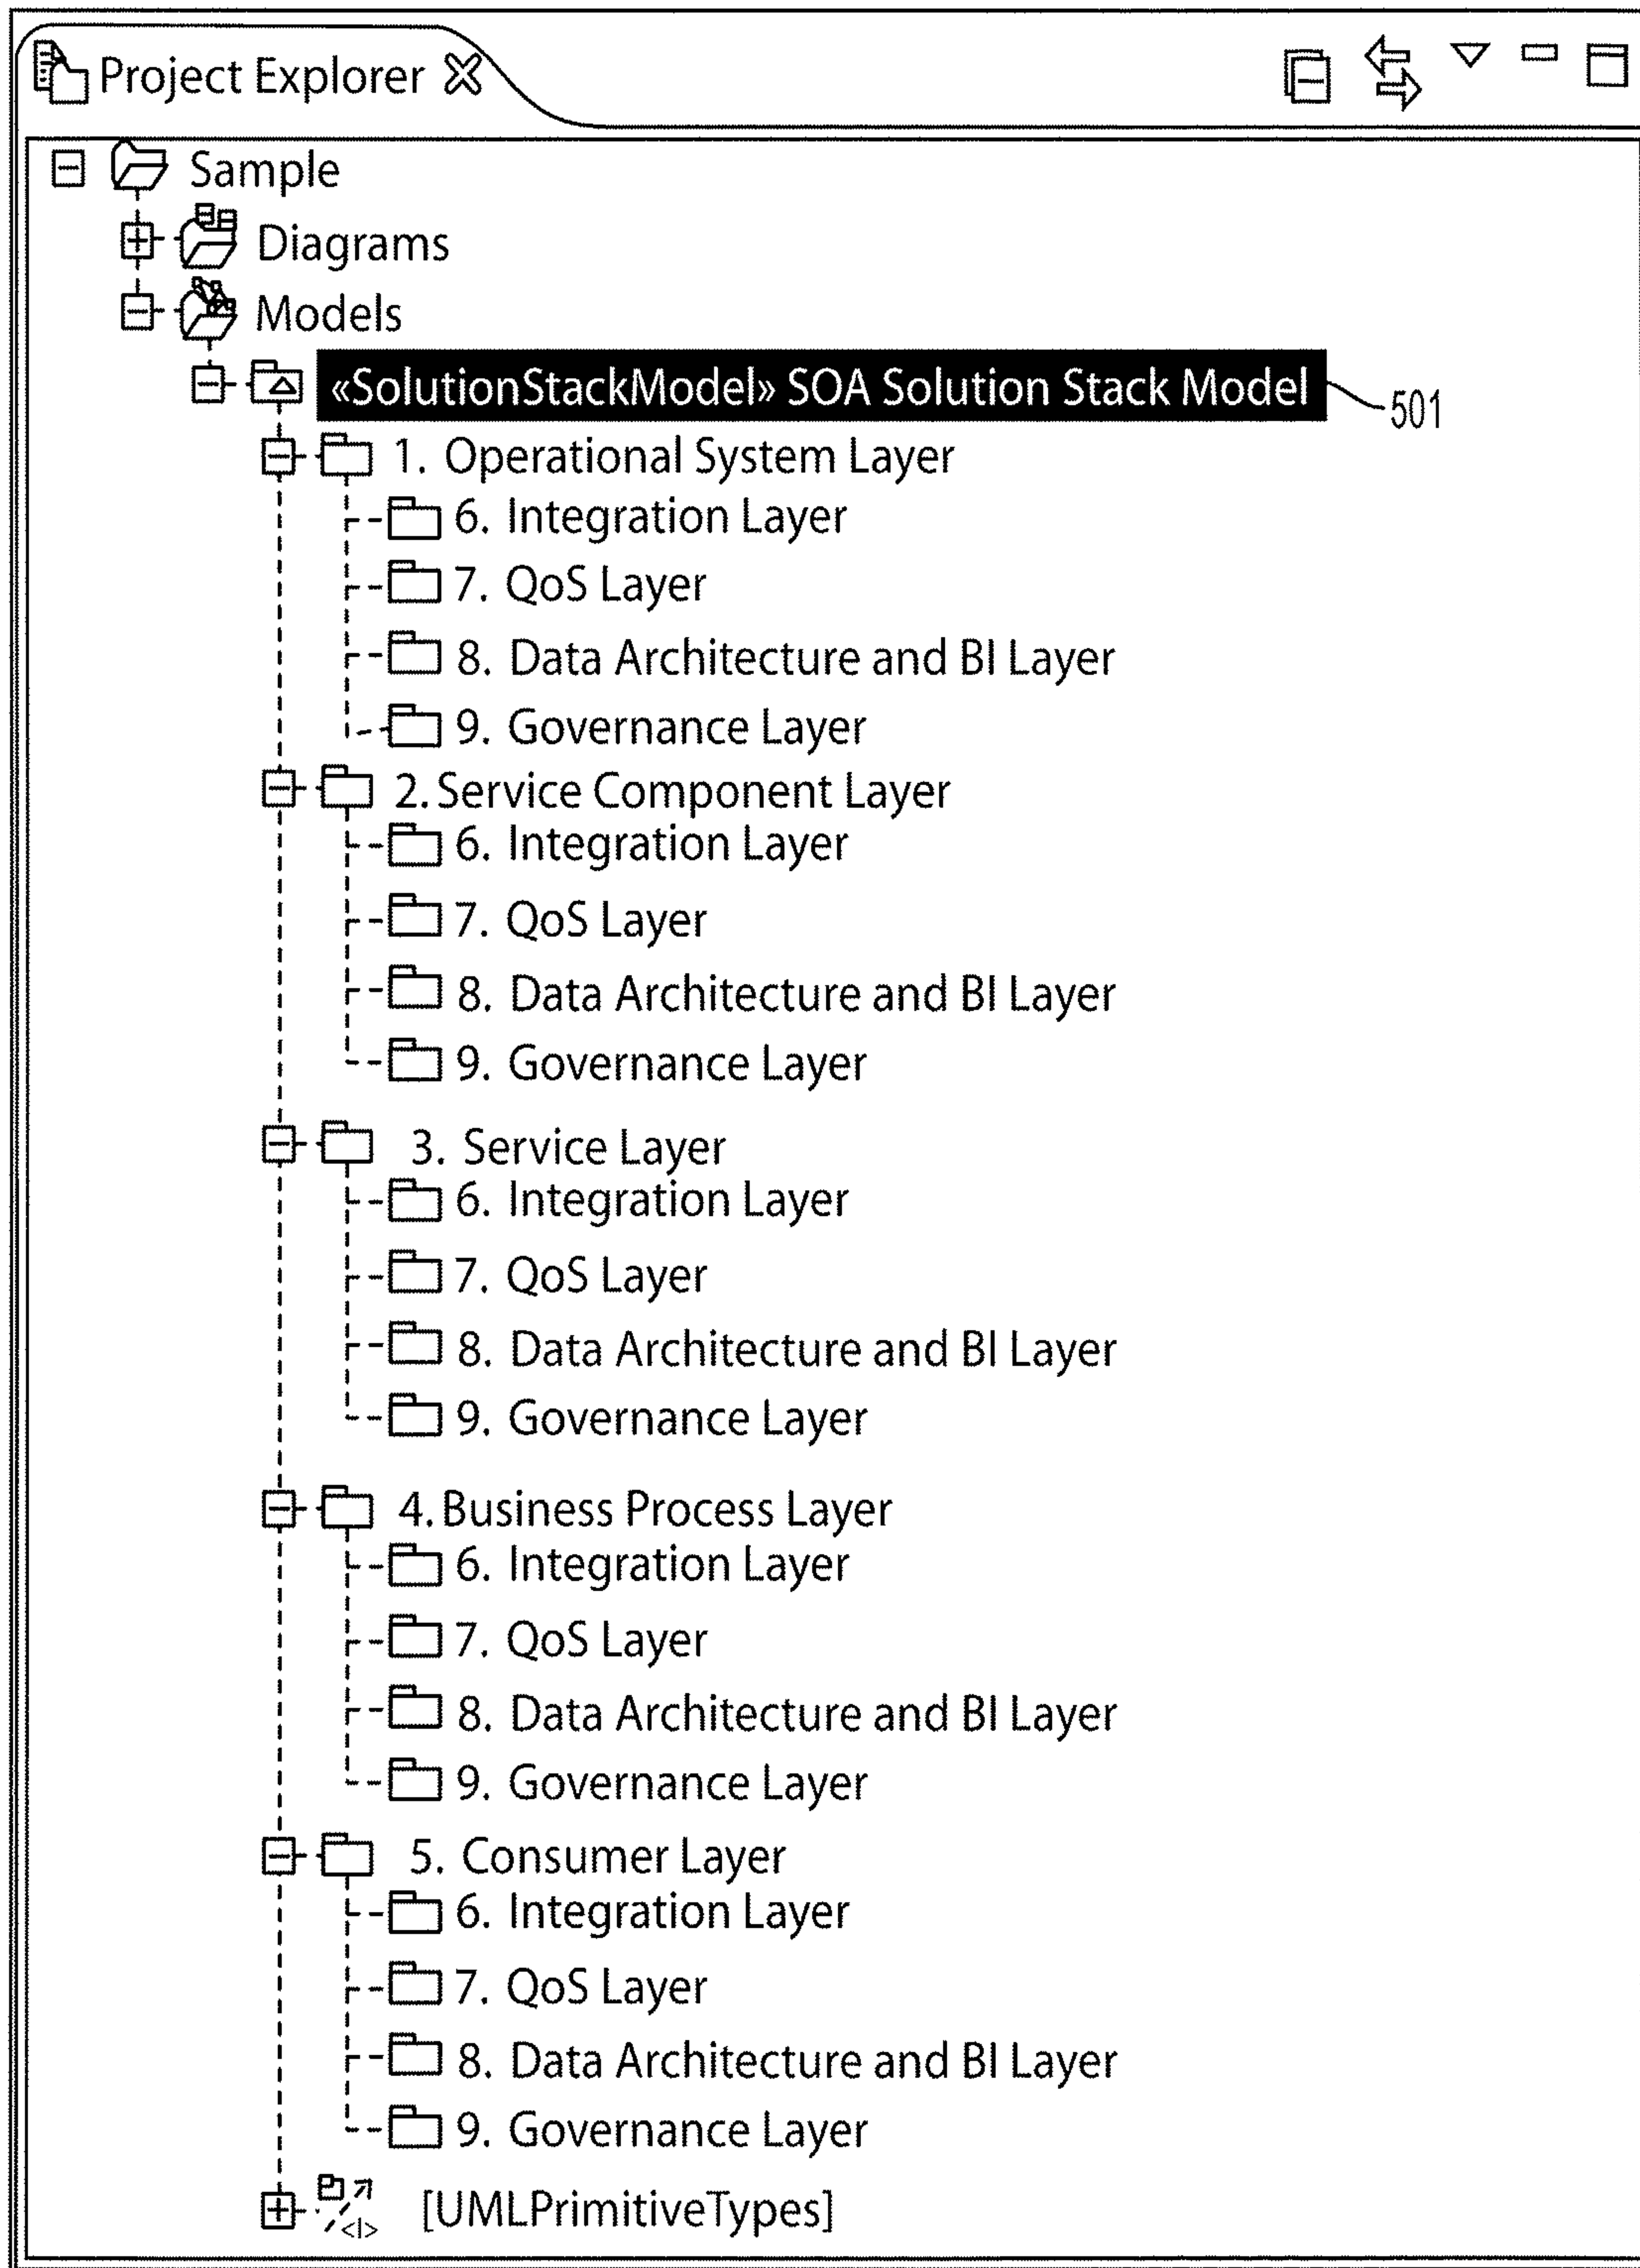 Project Explorer
Sample
Diagrams
Models
«SolutionStackModel» SOA Solution Stack Model
501
1. Operational System Layer
6. Integration Layer
7. QoS Layer
8. Data Architecture and BI Layer
9. Governance Layer
2. Service Component Layer
6. Integration Layer
7. QoS Layer
8. Data Architecture and BI Layer
9. Governance Layer
3. Service Layer
6. Integration Layer
7. QoS Layer
8. Data Architecture and BI Layer
9. Governance Layer
4. Business Process Layer
6. Integration Layer
7. QoS Layer
8. Data Architecture and BI Layer
9. Governance Layer
5. Consumer Layer
6. Integration Layer
7. QoS Layer
8. Data Architecture and BI Layer
9. Governance Layer
[UMLPrimitiveTypes]